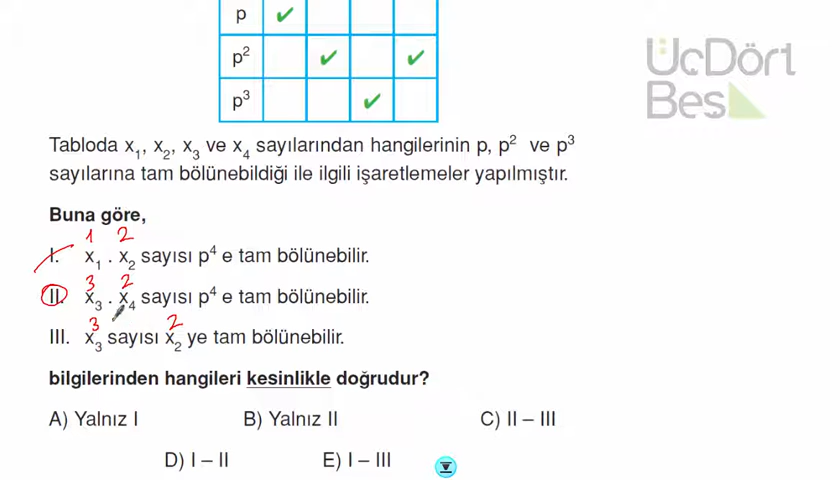 p ✓
p² ✓ ✓
p³ ✓
ÜçDört
Beş
Tabloda x₁, x₂, x₃ ve x₄ sayılarından hangilerinin p, p² ve p³
sayılarına tam bölünebildiği ile ilgili işaretlemeler yapılmıştır.
Buna göre,
1 2
I. x₁ . x₂ sayısı p⁴ e tam bölünebilir.
3 2
II. x₃ . x₄ sayısı p⁴ e tam bölünebilir.
3 2
III. x₃ sayısı x₂ ye tam bölünebilir.
bilgilerinden hangileri kesinlikle doğrudur?
A) Yalnız I B) Yalnız II C) II – III
D) I – II E) I – III